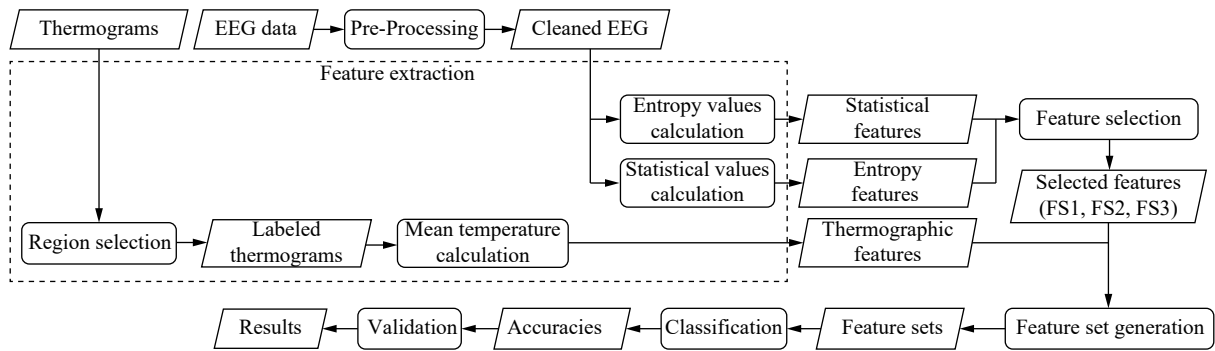 Thermograms
EEG data
Pre-Processing
Cleaned EEG
Feature extraction
Entropy values
calculation
Statistical
features
Feature selection
Statistical values
calculation
Entropy
features
Selected features
(FS1, FS2, FS3)
Region selection
Labeled
thermograms
Mean temperature
calculation
Thermographic
features
Results
Validation
Accuracies
Classification
Feature sets
Feature set generation